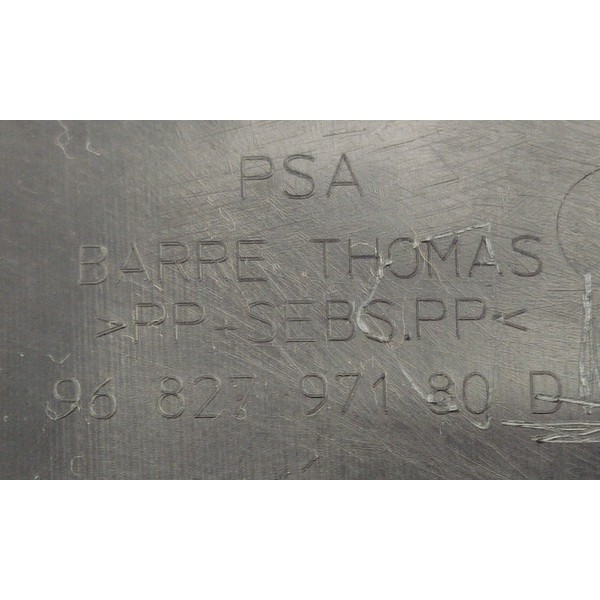 PSA
BARRE THOMAS
>PP+SEBS.PP<
96 827 971 80 D